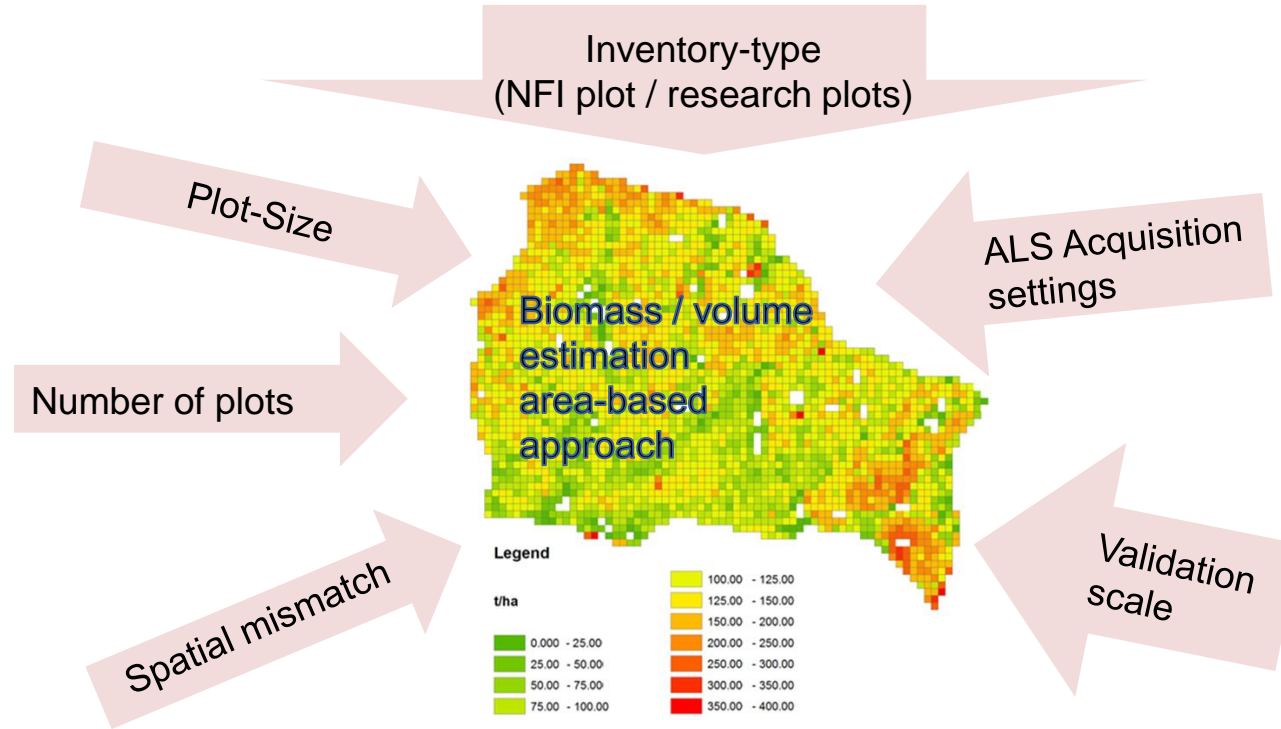 Inventory-type
(NFI plot / research plots)
Plot-Size
ALS Acquisition
settings
Biomass / volume
estimation
area-based
approach
Number of plots
Spatial mismatch
Validation
scale
Legend
t/ha
0.000 - 25.00
25.00 - 50.00
50.00 - 75.00
75.00 - 100.00
100.00 - 125.00
125.00 - 150.00
150.00 - 200.00
200.00 - 250.00
250.00 - 300.00
300.00 - 350.00
350.00 - 400.00